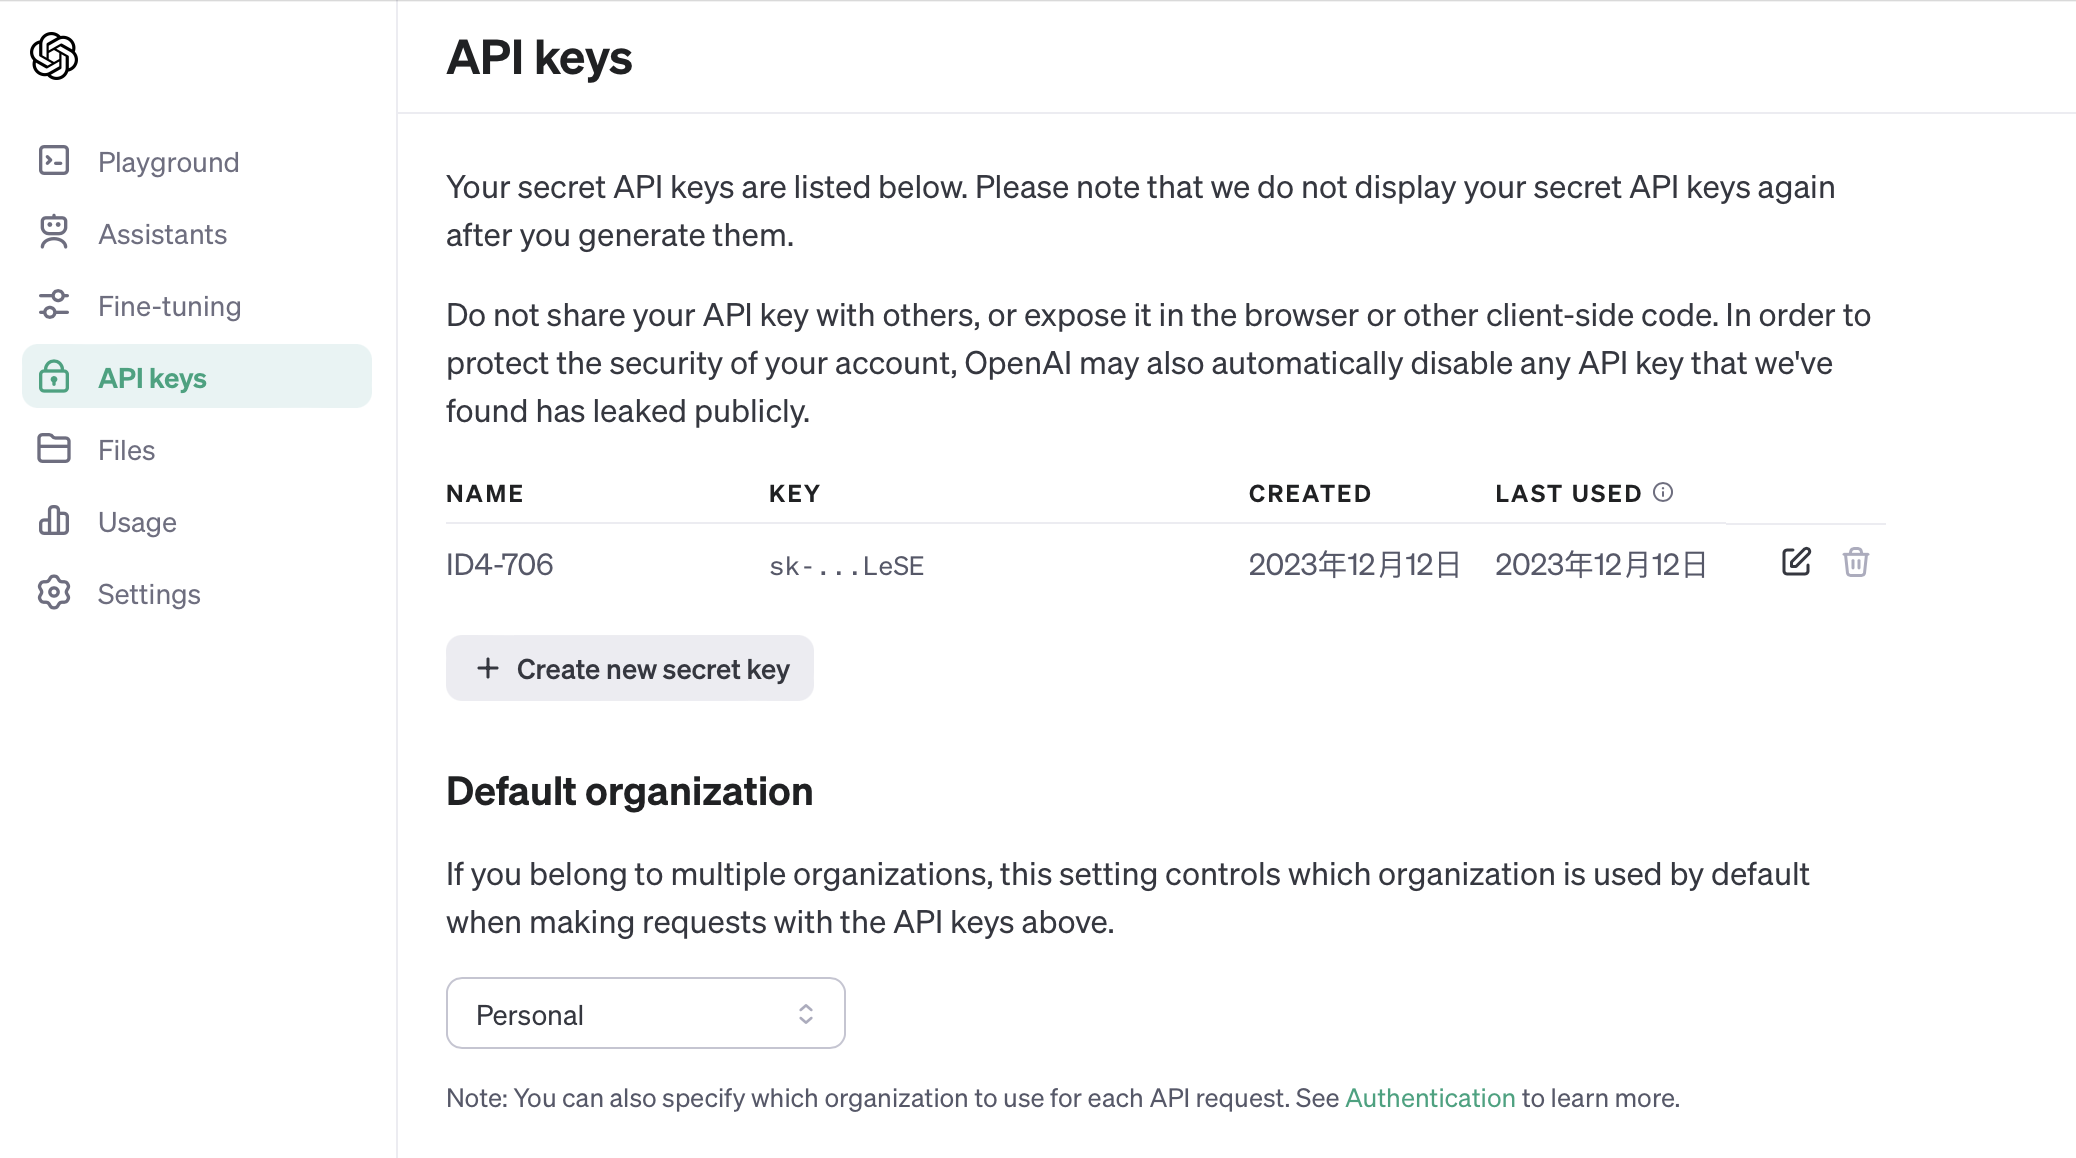 API keys
Playground
Assistants
Fine-tuning
API keys
Files
Usage
Settings
Your secret API keys are listed below. Please note that we do not display your secret API keys again
after you generate them.
Do not share your API key with others, or expose it in the browser or other client-side code. In order to
protect the security of your account, OpenAI may also automatically disable any API key that we've
found has leaked publicly.
NAME KEY CREATED LAST USED
ID4-706 sk-...LeSE 2023年12月12日 2023年12月12日
+ Create new secret key
Default organization
If you belong to multiple organizations, this setting controls which organization is used by default
when making requests with the API keys above.
Personal
Note: You can also specify which organization to use for each API request. See Authentication to learn more.